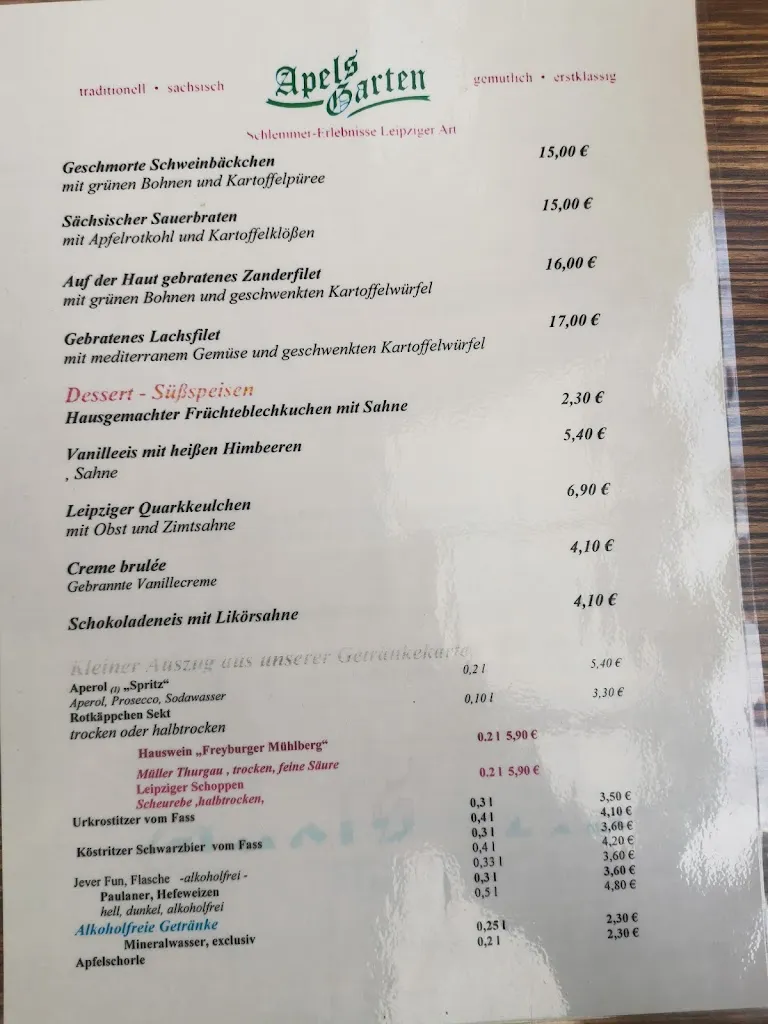 traditionell • sächsisch
Apels Garten
gemütlich • erstklassig
Schlemmer-Erlebnisse Leipziger Art
Geschmorte Schweinbäckchen 15,00 €
mit grünen Bohnen und Kartoffelpüree
Sächsischer Sauerbraten 15,00 €
mit Apfelrotkohl und Kartoffelklößen
Auf der Haut gebratenes Zanderfilet 16,00 €
mit grünen Bohnen und geschwenkten Kartoffelwürfel
Gebratenes Lachsfilet 17,00 €
mit mediterranem Gemüse und geschwenkten Kartoffelwürfel
Dessert - Süßspeisen
Hausgemachter Früchteblechkuchen mit Sahne 2,30 €
Vanilleeis mit heißen Himbeeren 5,40 €
, Sahne
Leipziger Quarkkeulchen 6,90 €
mit Obst und Zimtsahne
Creme brulée 4,10 €
Gebrannte Vanillecreme
Schokoladeneis mit Likörsahne 4,10 €
Kleiner Auszug aus unserer Getränkekarte
Aperol (1) „Spritz“ 0,2 l 5,40 €
Aperol, Prosecco, Sodawasser
Rotkäppchen Sekt 0,10 l 3,30 €
trocken oder halbtrocken
Hauswein „Freyburger Mühlberg“ 0.2 l 5,90 €
Müller Thurgau , trocken, feine Säure
Leipziger Schoppen 0.2 l 5,90 €
Scheurebe ,halbtrocken,
Urkrostitzer vom Fass 0,3 l 3,50 €
0,4 l 4,10 €
Köstritzer Schwarzbier vom Fass 0,3 l 3,60 €
0,4 l 4,20 €
Jever Fun, Flasche -alkoholfrei - 0,33 l 3,60 €
Paulaner, Hefeweizen 0,3 l 3,60 €
hell, dunkel, alkoholfrei 0,5 l 4,80 €
Alkoholfreie Getränke
Mineralwasser, exclusiv 0,25 l 2,30 €
Apfelschorle 0,2 l 2,30 €